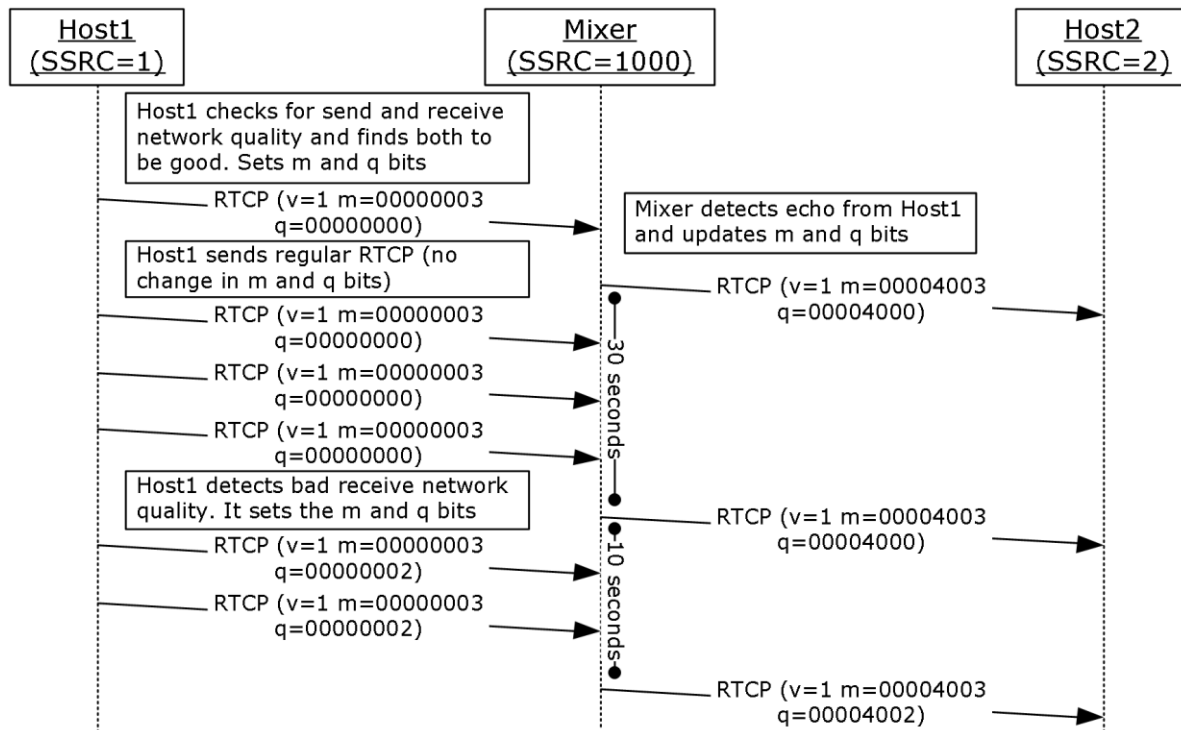 Host1
(SSRC=1)
Mixer
(SSRC=1000)
Host2
(SSRC=2)
Host1 checks for send and receive
network quality and finds both to
be good. Sets m and q bits
RTCP (v=1 m=00000003
q=00000000)
Mixer detects echo from Host1
and updates m and q bits
Host1 sends regular RTCP (no
change in m and q bits)
RTCP (v=1 m=00004003
q=00004000)
RTCP (v=1 m=00000003
q=00000000)
30 seconds
RTCP (v=1 m=00000003
q=00000000)
RTCP (v=1 m=00000003
q=00000000)
Host1 detects bad receive network
quality. It sets the m and q bits
RTCP (v=1 m=00004003
q=00004000)
RTCP (v=1 m=00000003
q=00000002)
10 seconds
RTCP (v=1 m=00000003
q=00000002)
RTCP (v=1 m=00004003
q=00004002)